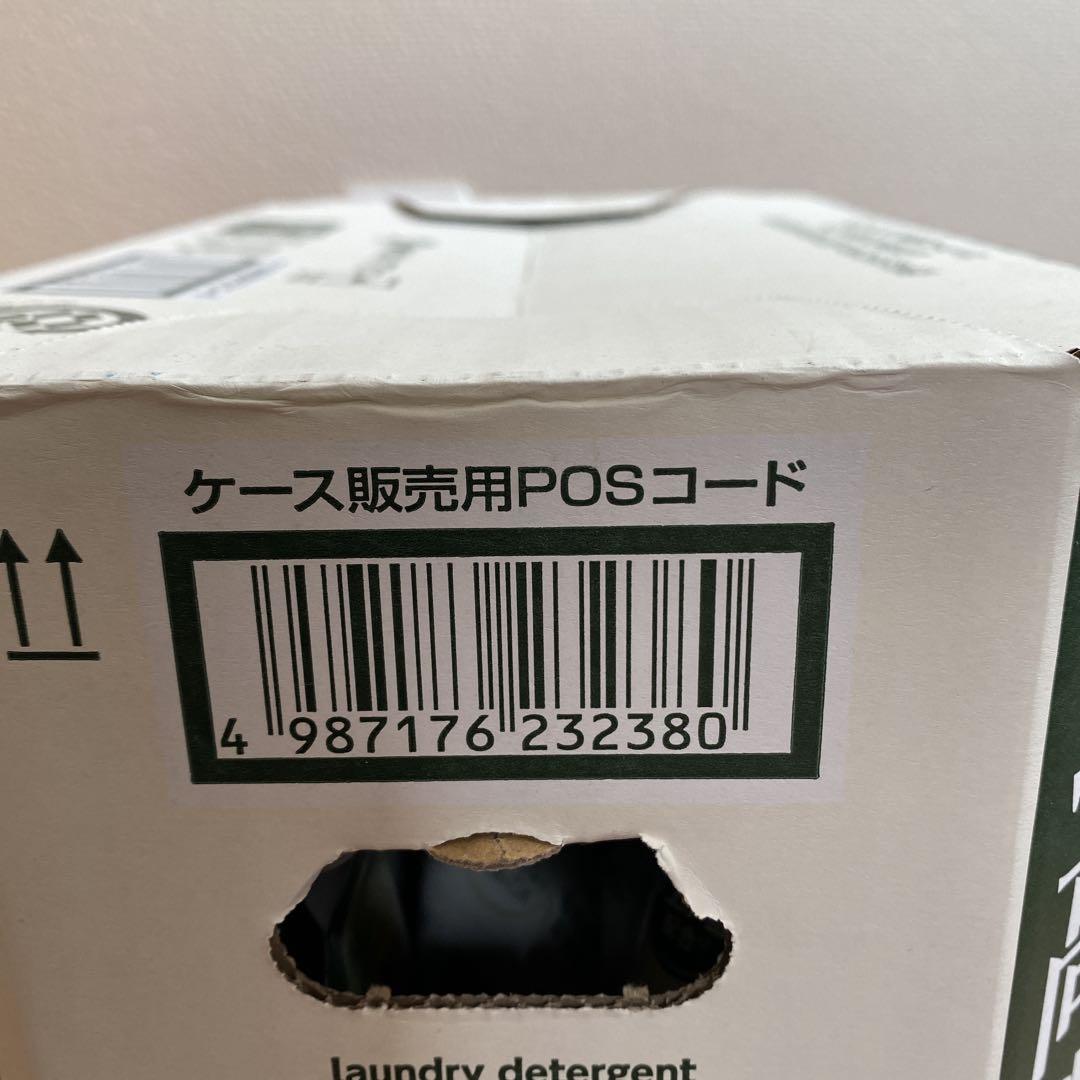 ケース販売用POSコード
4 987176 232380
laundry detergent